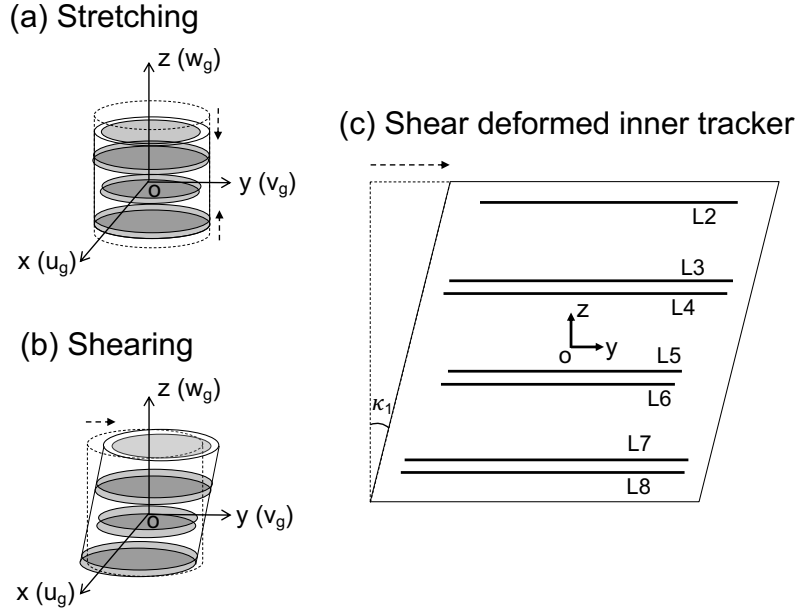 (a) Stretching
z (w_g)
y (v_g)
o
x (u_g)
(b) Shearing
z (w_g)
y (v_g)
o
x (u_g)
(c) Shear deformed inner tracker
L2
L3
L4
z
y
o
L5
L6
κ₁
L7
L8